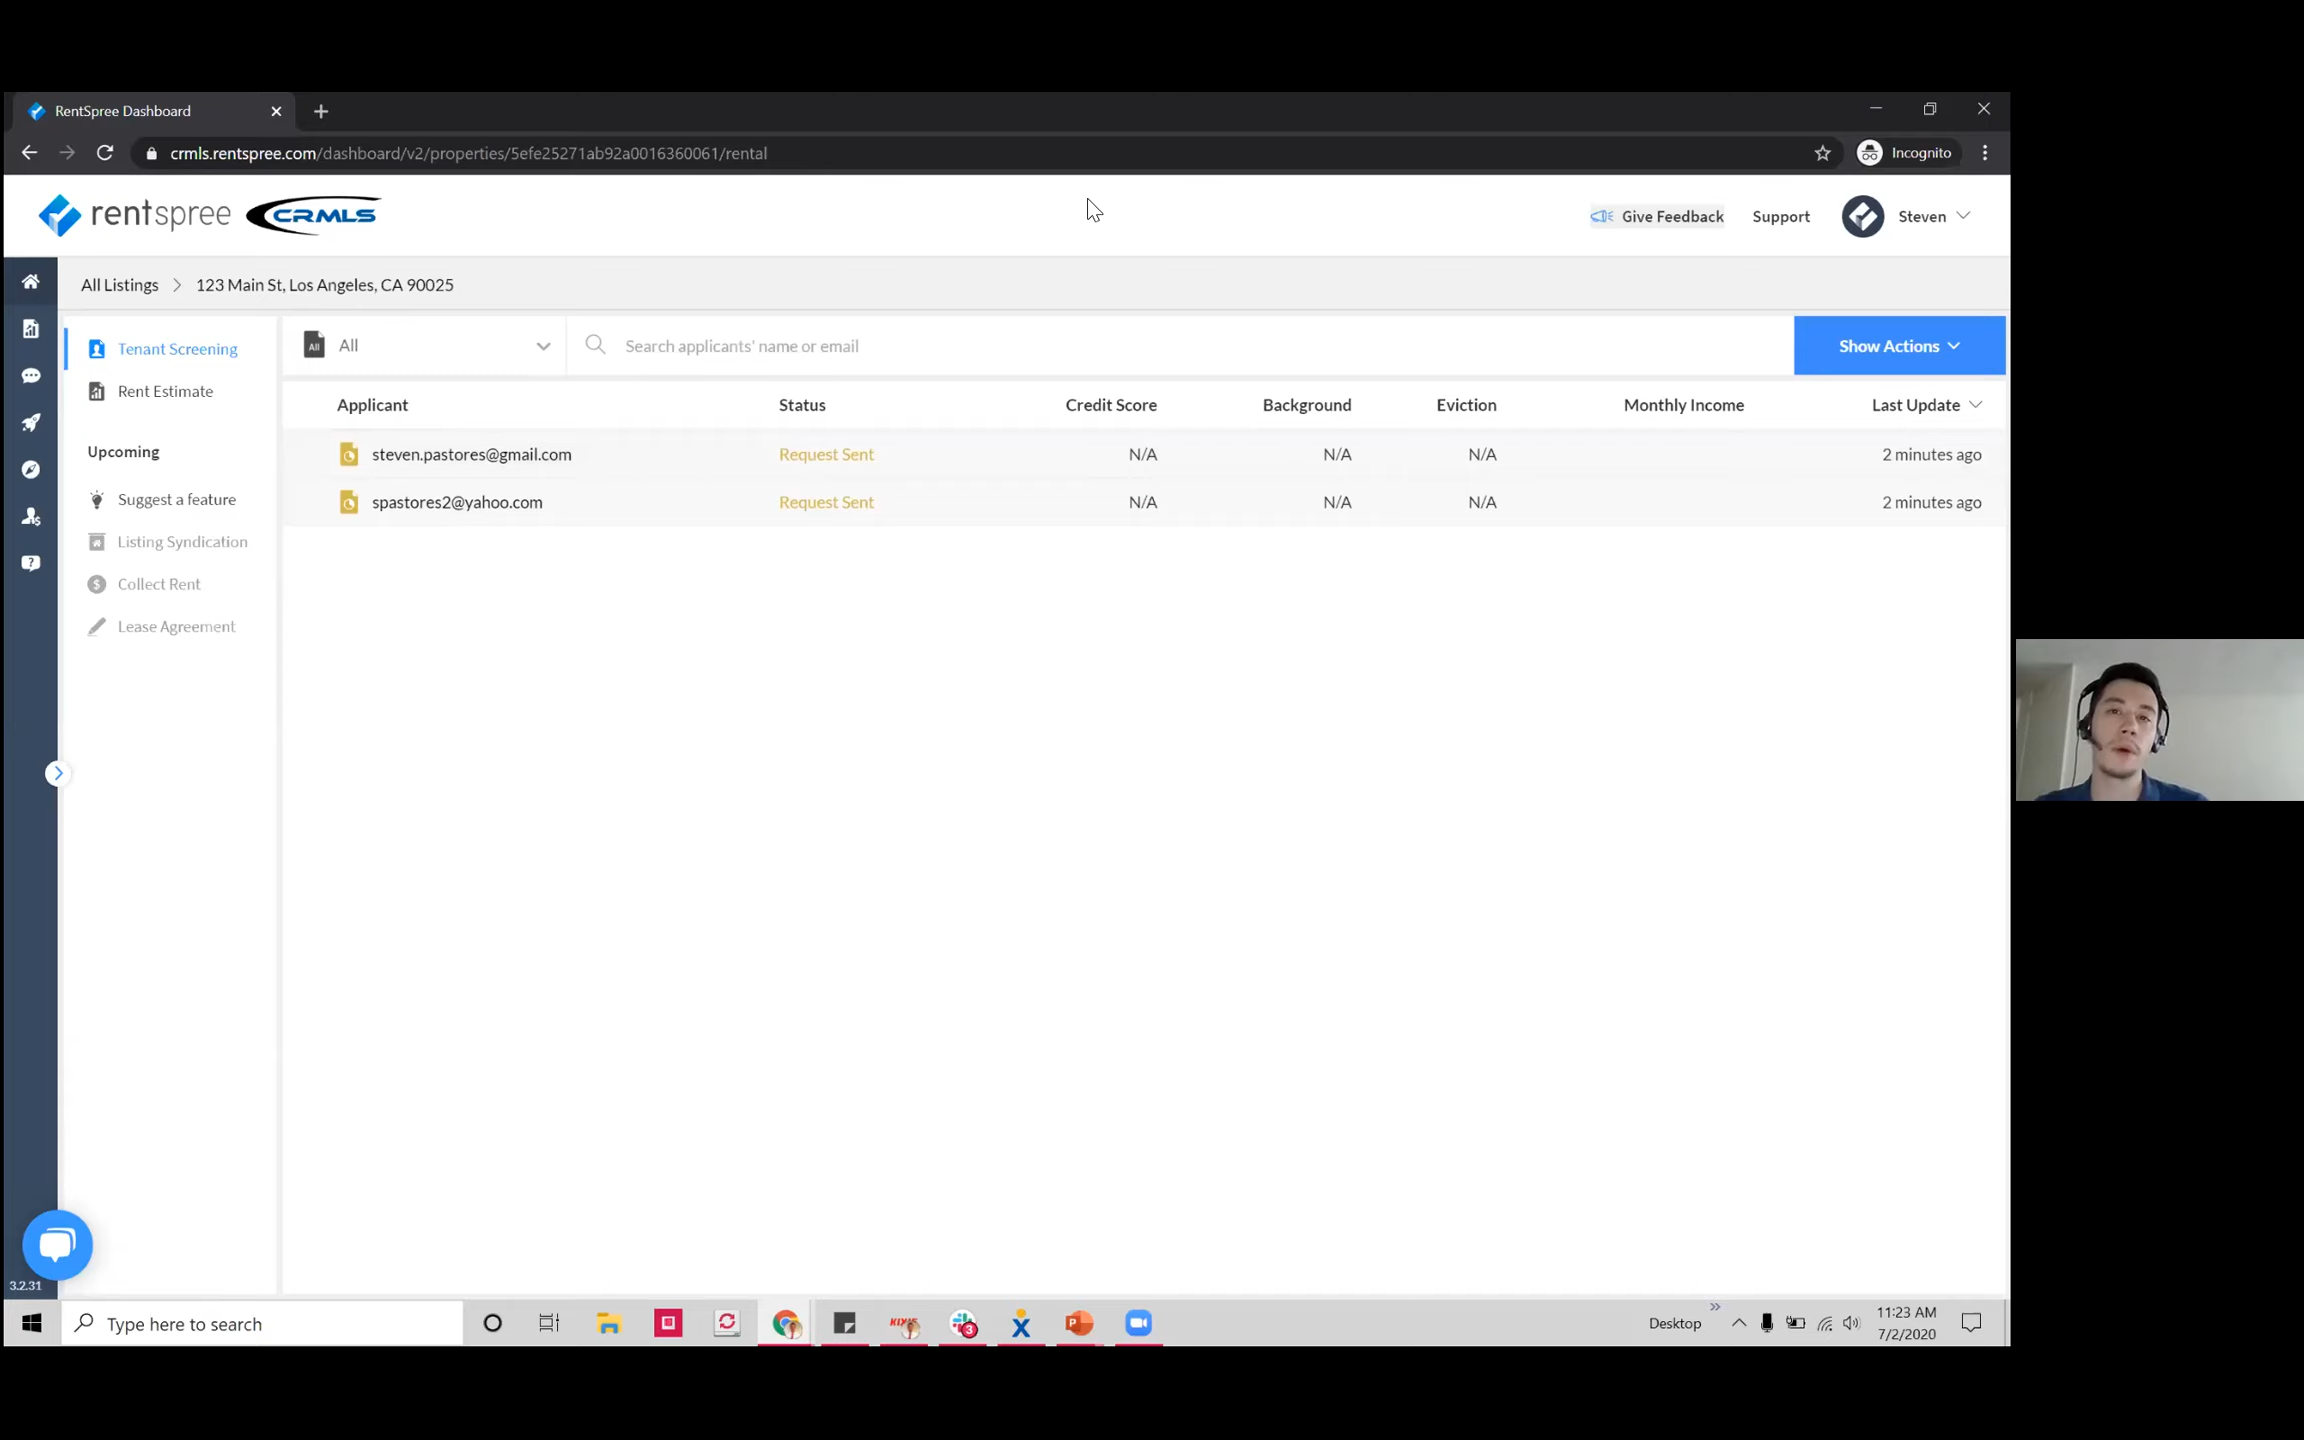 RentSpree Dashboard
crmls.rentspree.com/dashboard/v2/properties/5efe25271ab92a0016360061/rental
Incognito
rentspree CRMLS
Give Feedback Support Steven
All Listings > 123 Main St, Los Angeles, CA 90025
Tenant Screening
Rent Estimate
Upcoming
Suggest a feature
Listing Syndication
Collect Rent
Lease Agreement
All All Search applicants' name or email Show Actions
Applicant Status Credit Score Background Eviction Monthly Income Last Update
steven.pastores@gmail.com Request Sent N/A N/A N/A 2 minutes ago
spastores2@yahoo.com Request Sent N/A N/A N/A 2 minutes ago
3.2.31
Type here to search
3
Desktop
11:23 AM
7/2/2020